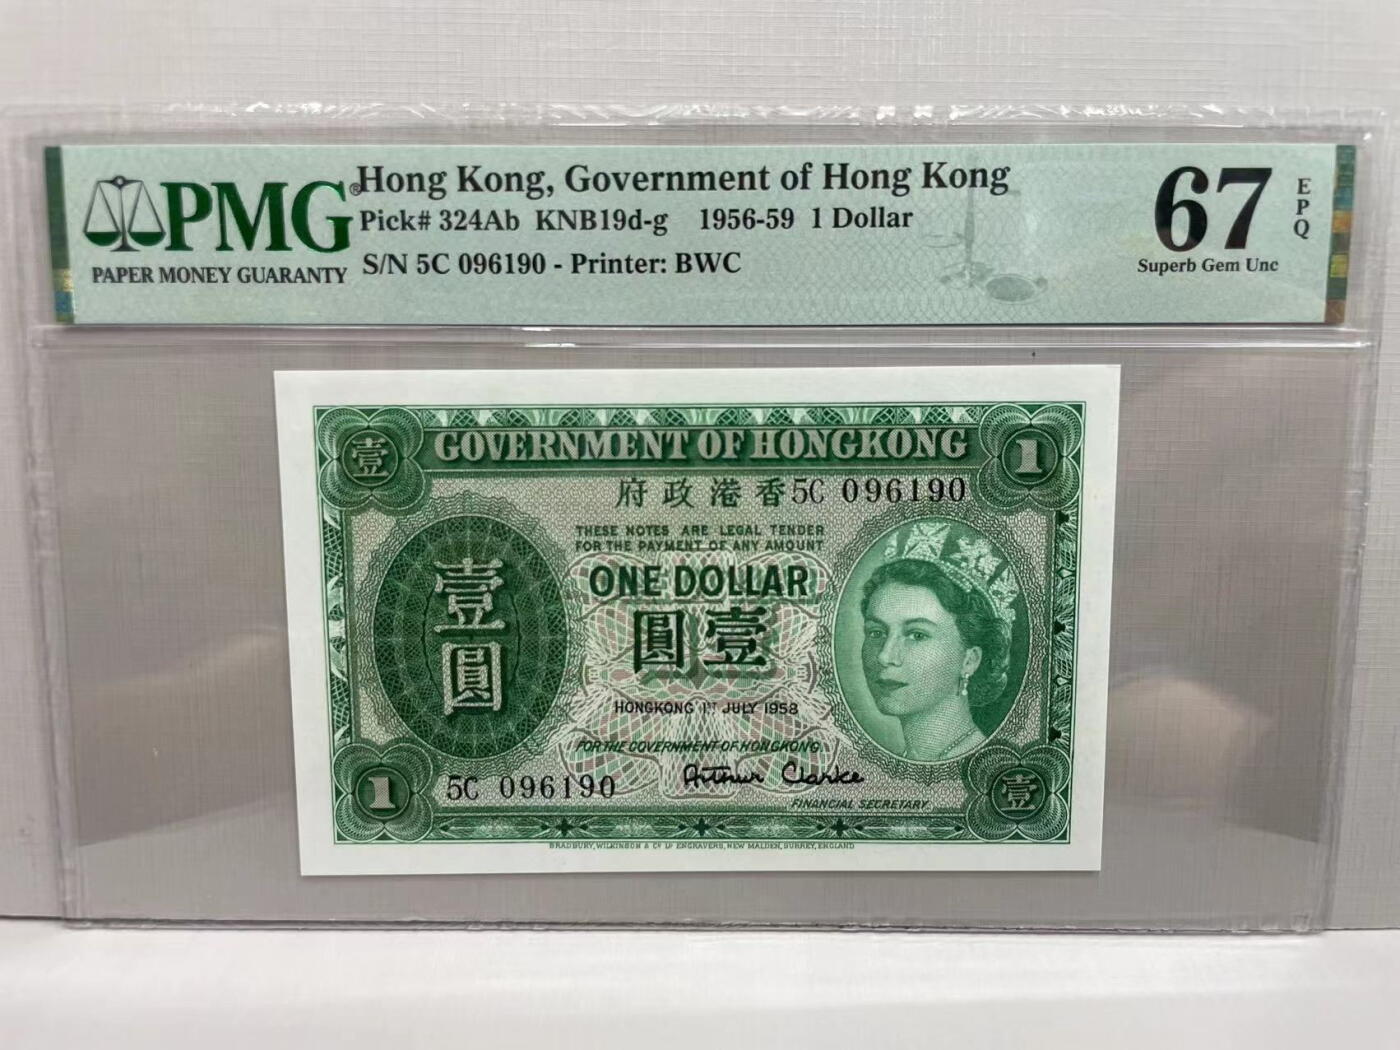 PMG®
PAPER MONEY GUARANTY
Hong Kong, Government of Hong Kong
Pick# 324Ab KNB19d-g 1956-59 1 Dollar
S/N 5C 096190 - Printer: BWC
67
EPQ
Superb Gem Unc
壹
GOVERNMENT OF HONGKONG
1
府政港香
5C 096190
THESE NOTES ARE LEGAL TENDER
FOR THE PAYMENT OF ANY AMOUNT
ONE DOLLAR
圓壹
壹圓
HONGKONG 1ST JULY 1958
FOR THE GOVERNMENT OF HONGKONG
1
5C 096190
Arthur Clarke
FINANCIAL SECRETARY
壹
BRADBURY, WILKINSON & Co LD ENGRAVERS, NEW MALDEN, SURREY, ENGLAND